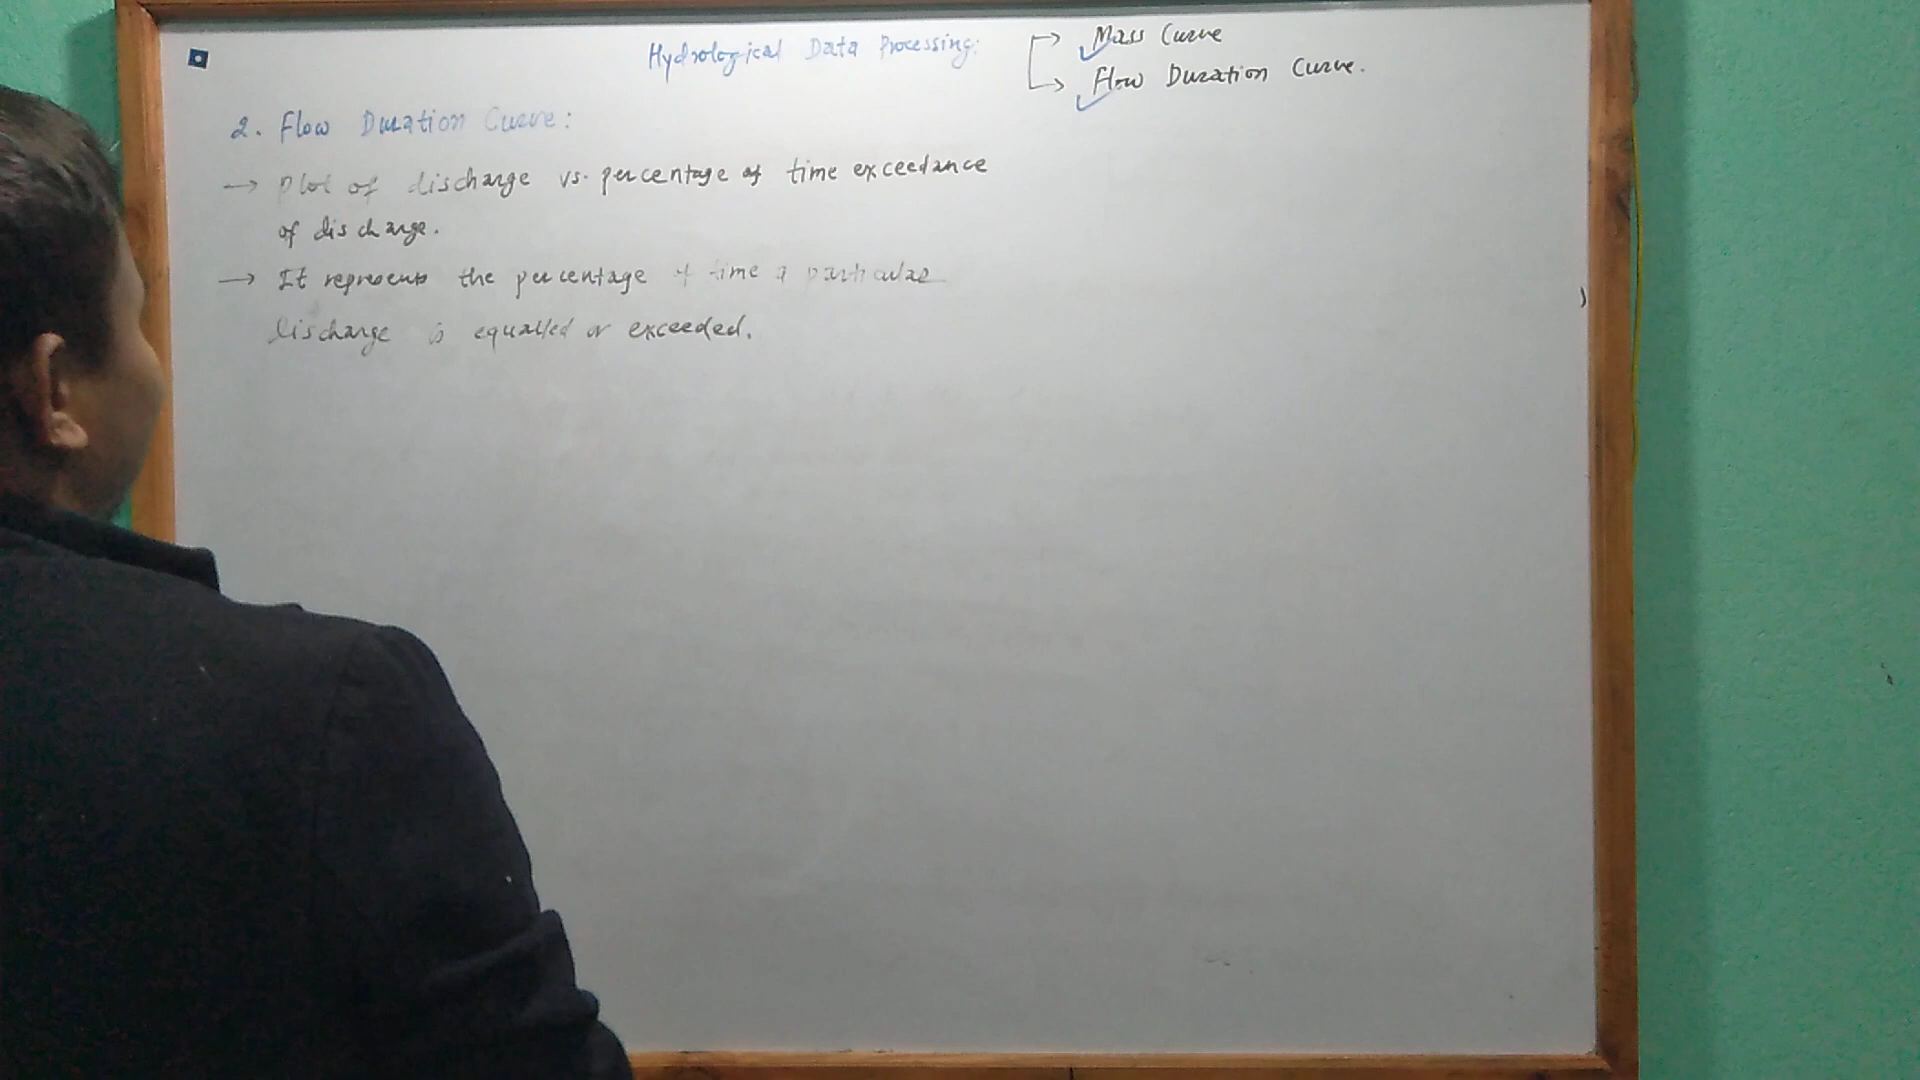 Hydrological Data Processing:
→ Mass Curve
→ Flow Duration Curve.
2. Flow Duration Curve:
→ Plot of discharge vs. percentage of time exceedance
of discharge.
→ It represents the percentage of time a particular
discharge is equalled or exceeded.